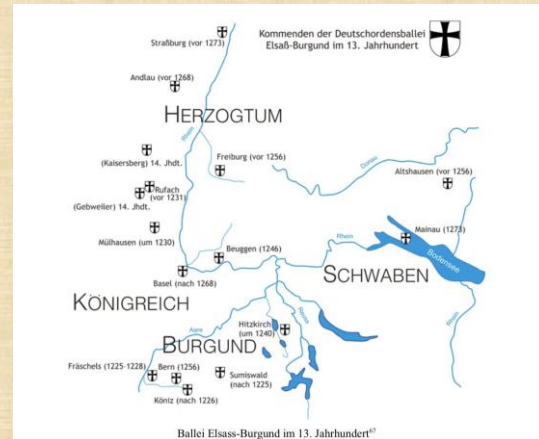 Kommenden der Deutschordensballei
Elsaß-Burgund im 13. Jahrhundert
Straßburg (vor 1273)
Andlau (vor 1268)
HERZOGTUM
Rhein
(Kaisersberg) 14. Jhdt.
Freiburg (vor 1256)
Donau
Altshausen (vor 1256)
Rufach
(vor
1231)
(Gebweiler) 14. Jhdt.
Mülhausen (um 1230)
Beuggen (1246)
Rhein
Mainau (1273)
Bodensee
Basel (nach 1268)
SCHWABEN
KÖNIGREICH
Rhein
Aare
Reuss
Hitzkirch
(um 1240)
BURGUND
Fräschels (1225-1228)
Bern (1256)
Sumiswald
(nach 1225)
Köniz (nach 1226)
Ballei Elsass-Burgund im 13. Jahrhundert⁶⁷